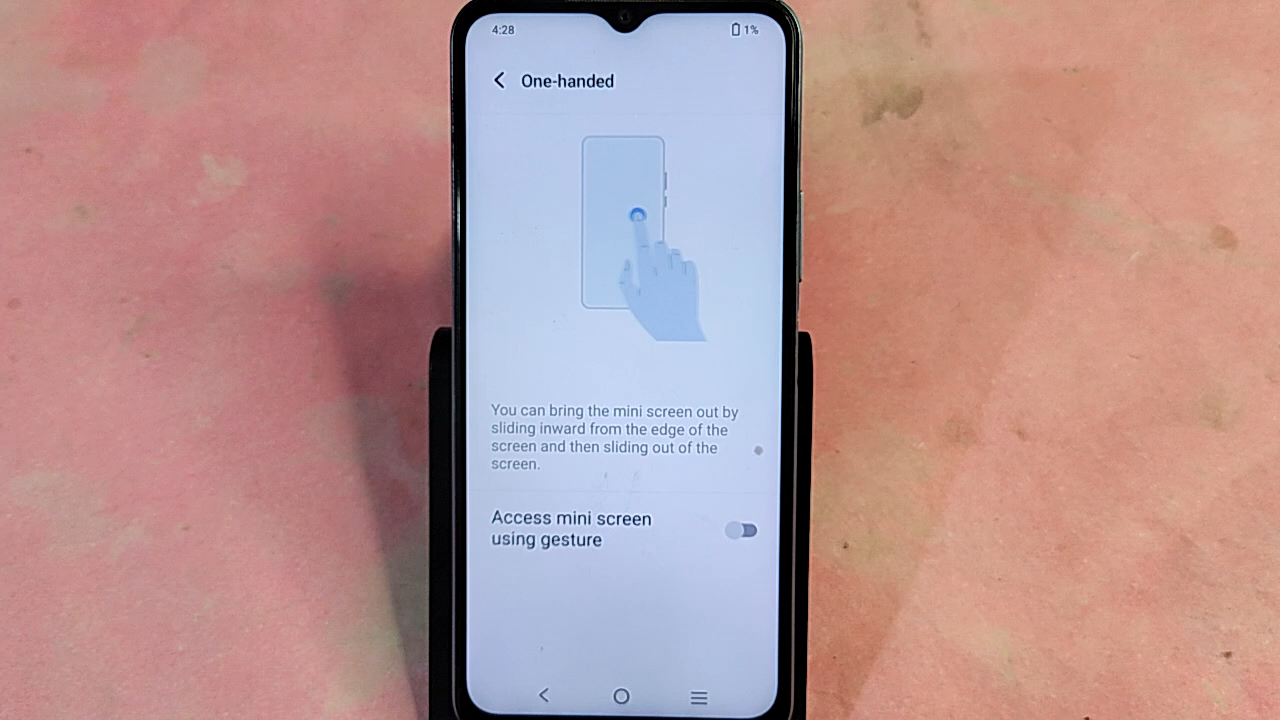 4:28
1%
One-handed
You can bring the mini screen out by
sliding inward from the edge of the
screen and then sliding out of the
screen.
Access mini screen
using gesture